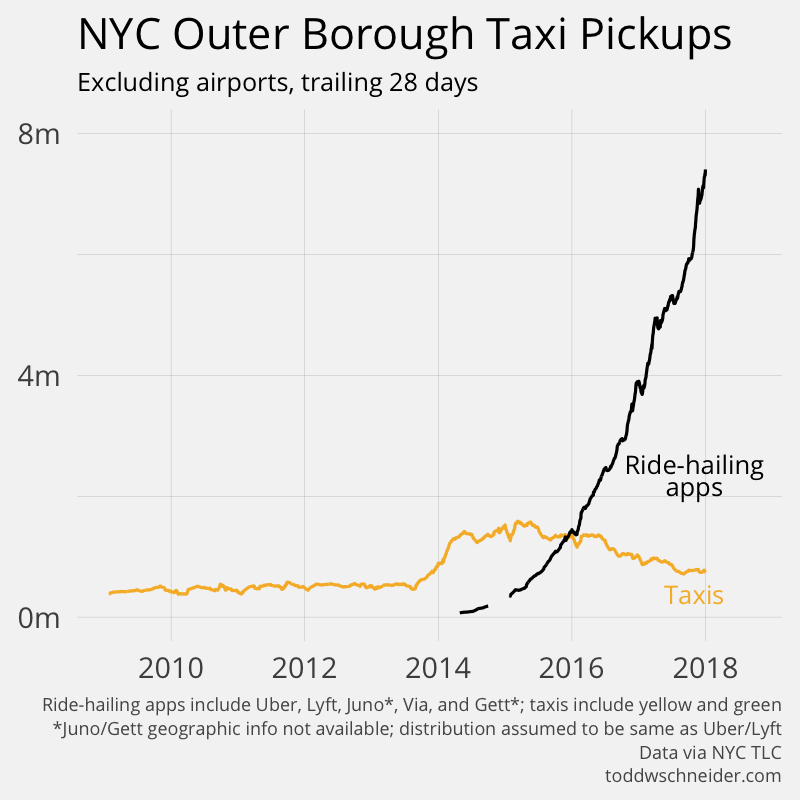 NYC Outer Borough Taxi Pickups
Excluding airports, trailing 28 days
8m
4m
0m
Ride-hailing
apps
Taxis
2010 2012 2014 2016 2018
Ride-hailing apps include Uber, Lyft, Juno*, Via, and Gett*; taxis include yellow and green
*Juno/Gett geographic info not available; distribution assumed to be same as Uber/Lyft
Data via NYC TLC
toddwschneider.com